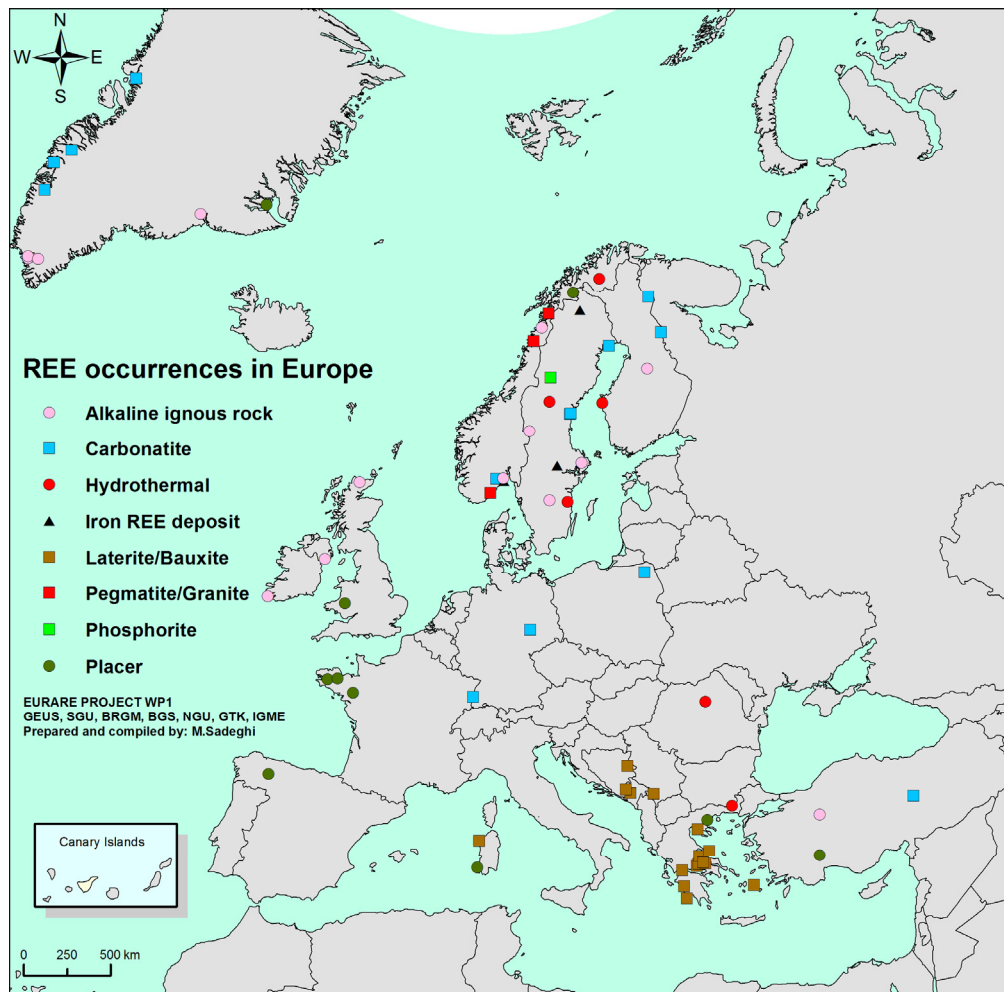 N
W E
S
REE occurrences in Europe
Alkaline ignous rock
Carbonatite
Hydrothermal
Iron REE deposit
Laterite/Bauxite
Pegmatite/Granite
Phosphorite
Placer
EURARE PROJECT WP1
GEUS, SGU, BRGM, BGS, NGU, GTK, IGME
Prepared and compiled by: M.Sadeghi
Canary Islands
0 250 500 km